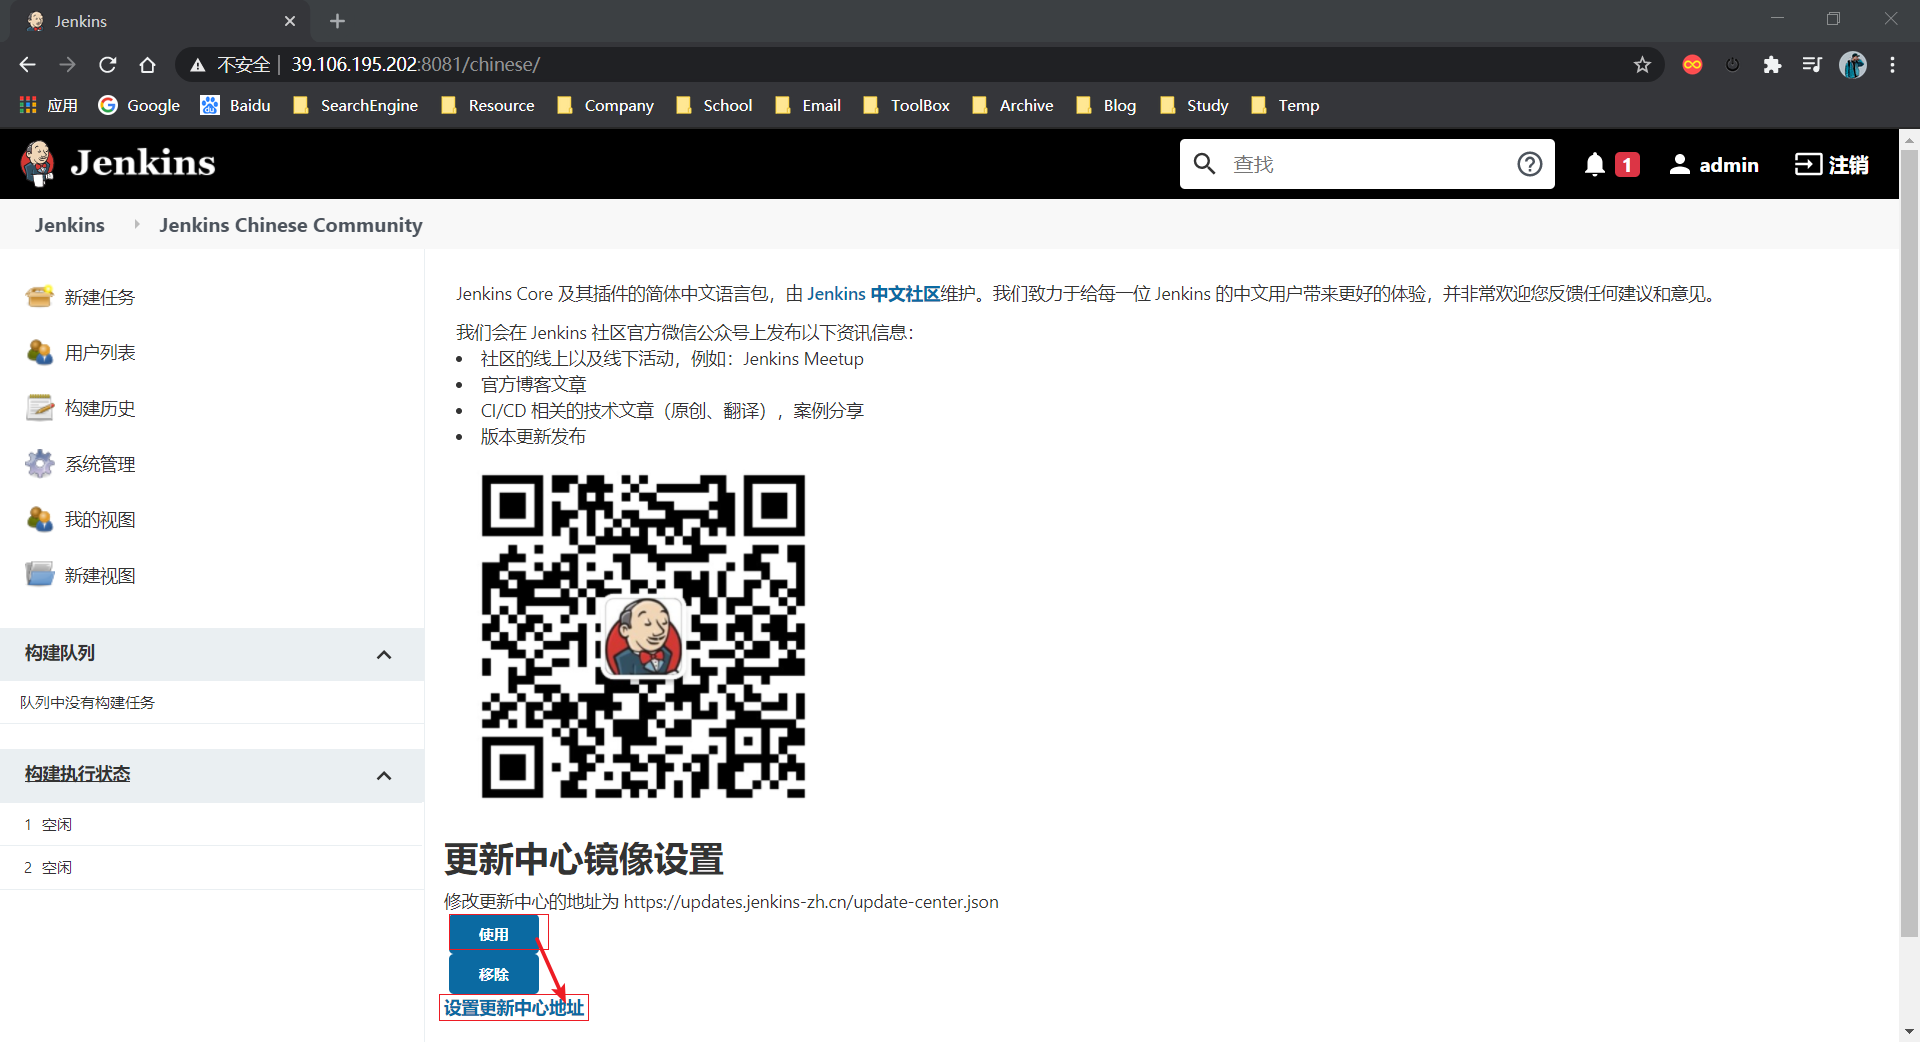 Jenkins
不安全 | 39.106.195.202:8081/chinese/
应用 Google Baidu SearchEngine Resource Company School Email ToolBox Archive Blog Study Temp
Jenkins 查找 1 admin 注销
Jenkins Jenkins Chinese Community
新建任务
用户列表
构建历史
系统管理
我的视图
新建视图
构建队列
队列中没有构建任务
构建执行状态
1 空闲
2 空闲
Jenkins Core 及其插件的简体中文语言包，由 Jenkins 中文社区维护。我们致力于给每一位 Jenkins 的中文用户带来更好的体验，并非常欢迎您反馈任何建议和意见。
我们会在 Jenkins 社区官方微信公众号上发布以下资讯信息：
• 社区的线上以及线下活动，例如：Jenkins Meetup
• 官方博客文章
• CI/CD 相关的技术文章（原创、翻译），案例分享
• 版本更新发布
更新中心镜像设置
修改更新中心的地址为 https://updates.jenkins-zh.cn/update-center.json
使用
移除
设置更新中心地址